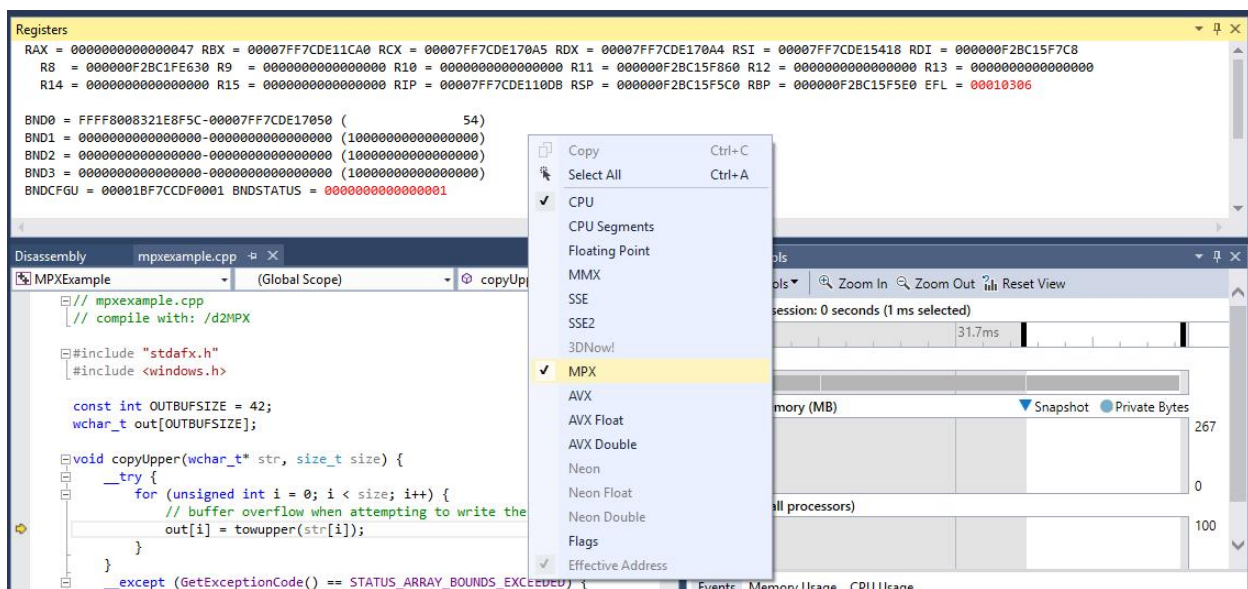 Registers
RAX = 0000000000000047 RBX = 00007FF7CDE11CA0 RCX = 00007FF7CDE170A5 RDX = 00007FF7CDE170A4 RSI = 00007FF7CDE15418 RDI = 000000F2BC15F7C8
R8 = 000000F2BC1FE630 R9 = 0000000000000000 R10 = 0000000000000000 R11 = 000000F2BC15F860 R12 = 0000000000000000 R13 = 0000000000000000
R14 = 0000000000000000 R15 = 0000000000000000 RIP = 00007FF7CDE110DB RSP = 000000F2BC15F5C0 RBP = 000000F2BC15F5E0 EFL = 00010306
BND0 = FFFF8008321E8F5C-00007FF7CDE17050 ( 54)
BND1 = 0000000000000000-0000000000000000 (10000000000000000)
BND2 = 0000000000000000-0000000000000000 (10000000000000000)
BND3 = 0000000000000000-0000000000000000 (10000000000000000)
BNDCFGU = 00001BF7CCDF0001 BNDSTATUS = 0000000000000001
Copy Ctrl+C
Select All Ctrl+A
CPU
CPU Segments
Floating Point
MMX
SSE
SSE2
3DNow!
MPX
AVX
AVX Float
AVX Double
Neon
Neon Float
Neon Double
Flags
Effective Address
Disassembly mpxexample.cpp
MPXExample (Global Scope) copyUpp
// mpxexample.cpp
// compile with: /d2MPX
#include "stdafx.h"
#include <windows.h>
const int OUTBUFSIZE = 42;
wchar_t out[OUTBUFSIZE];
void copyUpper(wchar_t* str, size_t size) {
__try {
for (unsigned int i = 0; i < size; i++) {
// buffer overflow when attempting to write the
out[i] = towupper(str[i]);
}
}
__except (GetExceptionCode() == STATUS_ARRAY_BOUNDS_EXCEEDED) {
ols
ols Zoom In Zoom Out Reset View
session: 0 seconds (1 ms selected)
31.7ms
mory (MB) Snapshot Private Bytes
267
0
all processors)
100
Events Memory Usage CPU Usage